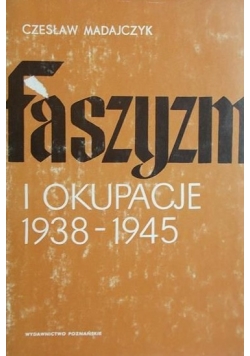 CZESŁAW MADAJCZYK
faszyzm
I OKUPACJE
1938-1945
WYDAWNICTWO POZNAŃSKIE